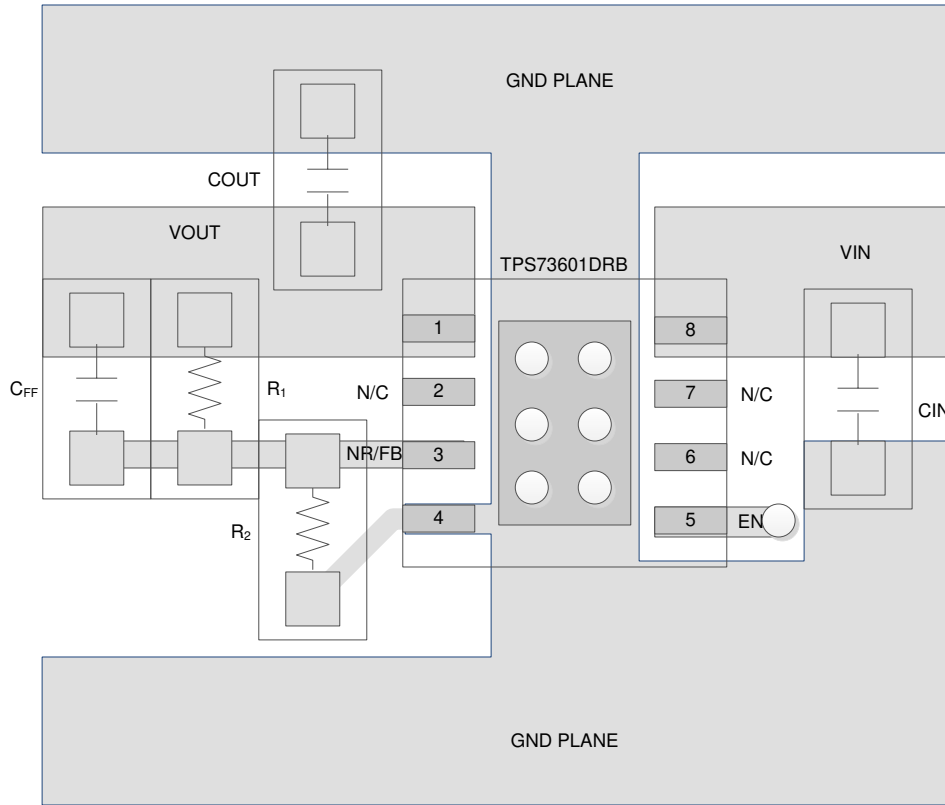 GND PLANE
COUT
VOUT
TPS73601DRB
VIN
1
8
CFF
R1
N/C
2
7
N/C
CIN
NR/FB
3
6
N/C
R2
4
5
EN
GND PLANE